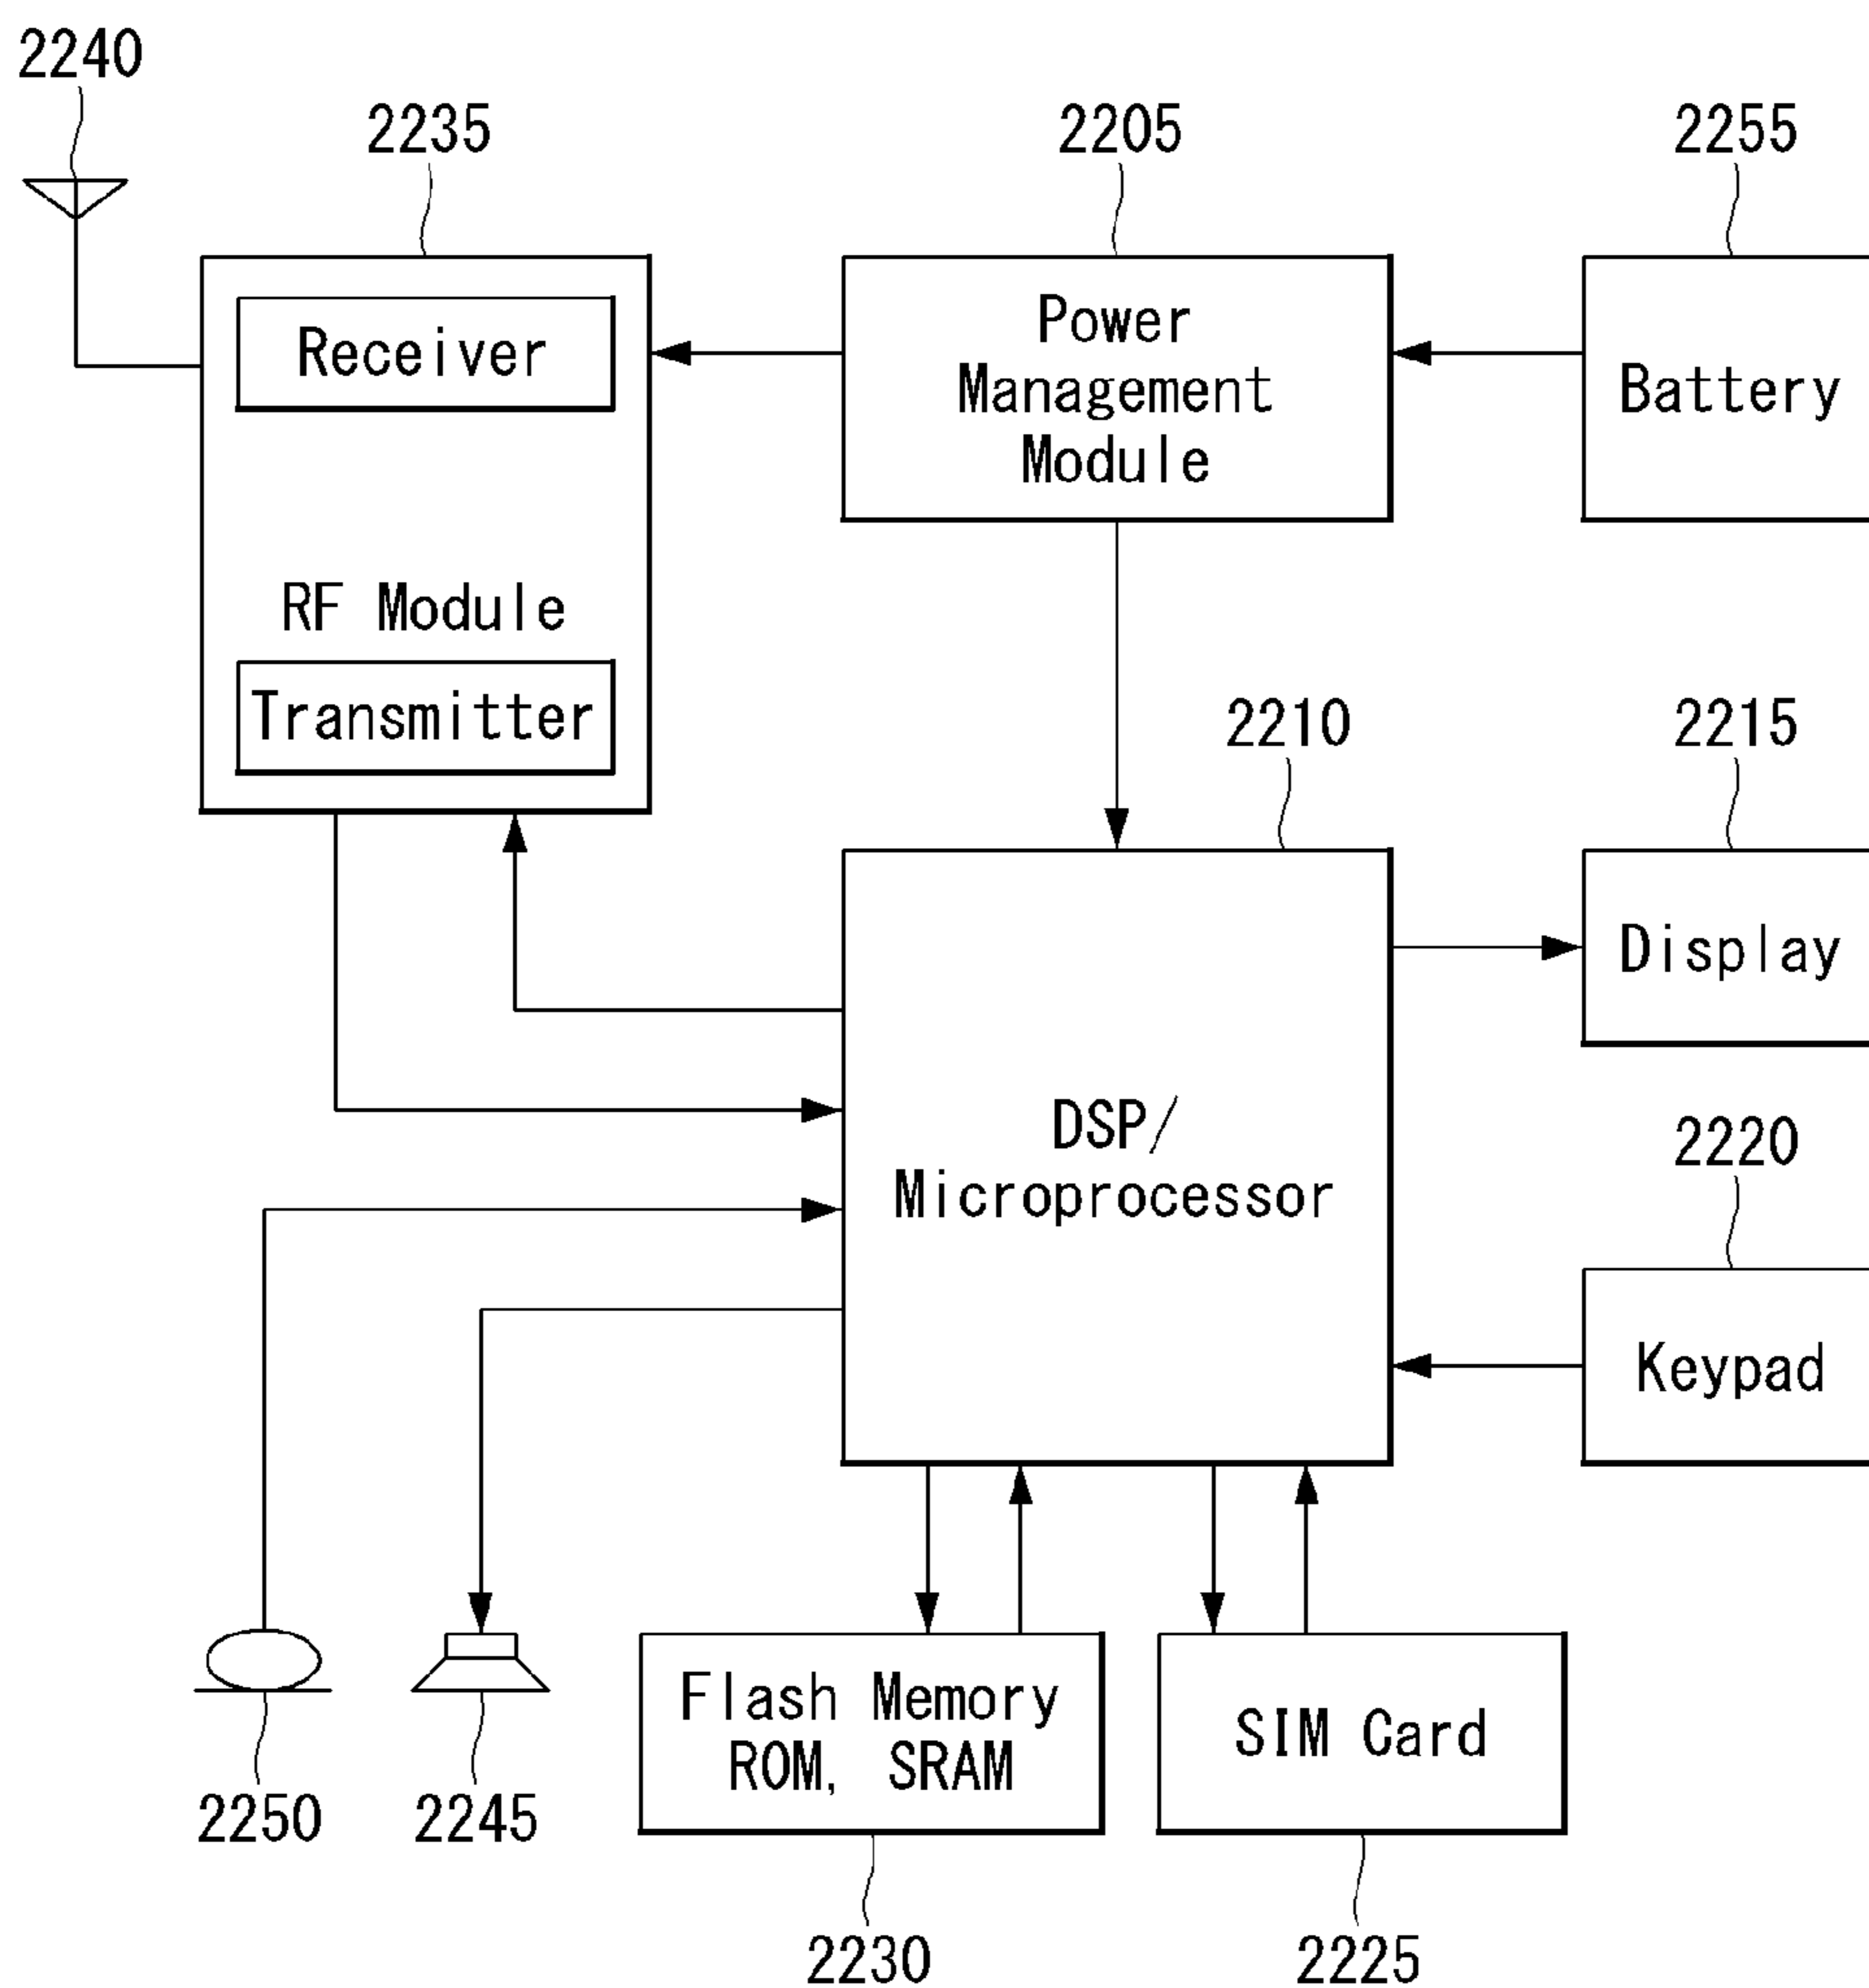 2240
2235
2205
2255
Receiver
Power
Management
Module
Battery
RF Module
Transmitter
2210
2215
Display
DSP/
Microprocessor
2220
Keypad
Flash Memory
ROM, SRAM
SIM Card
2250
2245
2230
2225